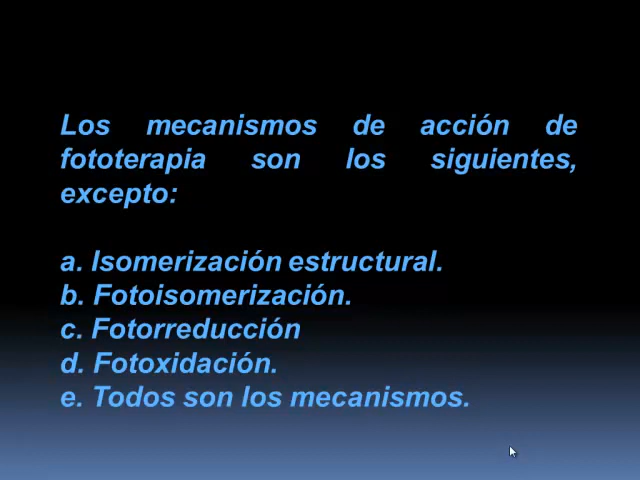 Los mecanismos de acción de
fototerapia son los siguientes,
excepto:
a. Isomerización estructural.
b. Fotoisomerización.
c. Fotorreducción
d. Fotoxidación.
e. Todos son los mecanismos.